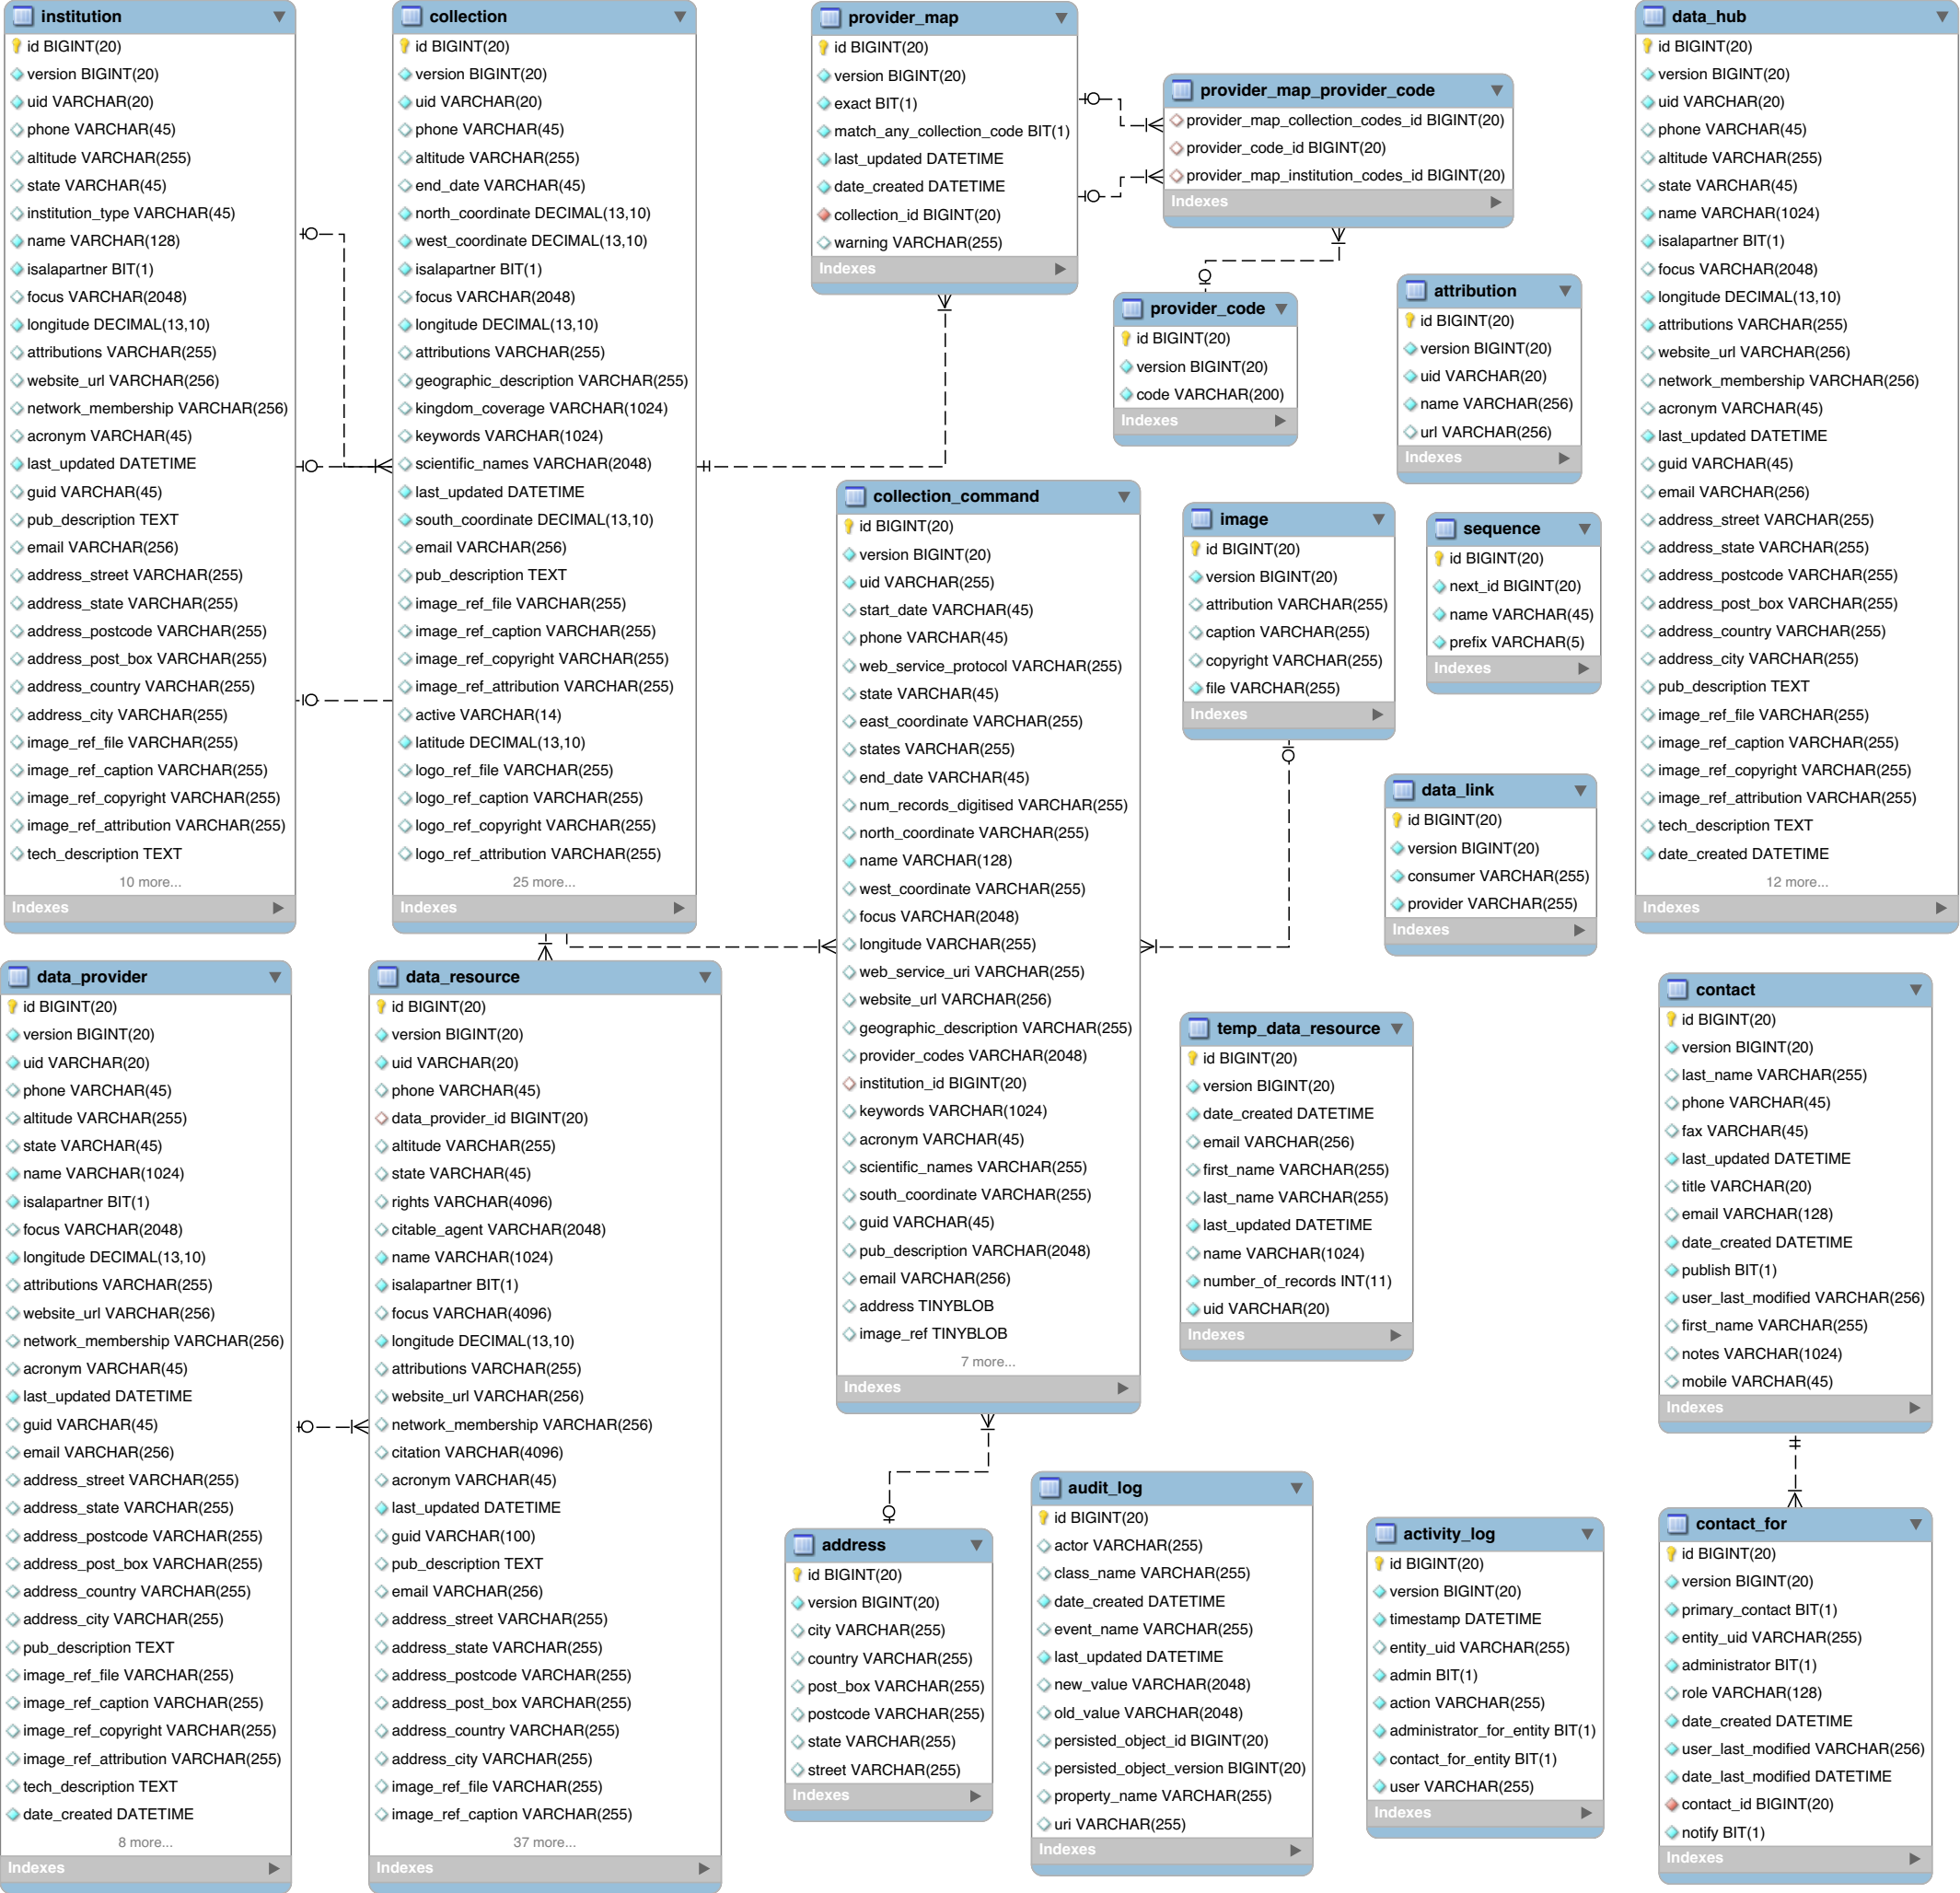 institution
id BIGINT(20)
version BIGINT(20)
uid VARCHAR(20)
phone VARCHAR(45)
altitude VARCHAR(255)
state VARCHAR(45)
institution_type VARCHAR(45)
name VARCHAR(128)
isalapartner BIT(1)
focus VARCHAR(2048)
longitude DECIMAL(13,10)
attributions VARCHAR(255)
website_url VARCHAR(256)
network_membership VARCHAR(256)
acronym VARCHAR(45)
last_updated DATETIME
guid VARCHAR(45)
pub_description TEXT
email VARCHAR(256)
address_street VARCHAR(255)
address_state VARCHAR(255)
address_postcode VARCHAR(255)
address_post_box VARCHAR(255)
address_country VARCHAR(255)
address_city VARCHAR(255)
image_ref_file VARCHAR(255)
image_ref_caption VARCHAR(255)
image_ref_copyright VARCHAR(255)
image_ref_attribution VARCHAR(255)
tech_description TEXT
10 more...
Indexes
collection
id BIGINT(20)
version BIGINT(20)
uid VARCHAR(20)
phone VARCHAR(45)
altitude VARCHAR(255)
end_date VARCHAR(45)
north_coordinate DECIMAL(13,10)
west_coordinate DECIMAL(13,10)
isalapartner BIT(1)
focus VARCHAR(2048)
longitude DECIMAL(13,10)
attributions VARCHAR(255)
geographic_description VARCHAR(255)
kingdom_coverage VARCHAR(1024)
keywords VARCHAR(1024)
scientific_names VARCHAR(2048)
last_updated DATETIME
south_coordinate DECIMAL(13,10)
email VARCHAR(256)
pub_description TEXT
image_ref_file VARCHAR(255)
image_ref_caption VARCHAR(255)
image_ref_copyright VARCHAR(255)
image_ref_attribution VARCHAR(255)
active VARCHAR(14)
latitude DECIMAL(13,10)
logo_ref_file VARCHAR(255)
logo_ref_caption VARCHAR(255)
logo_ref_copyright VARCHAR(255)
logo_ref_attribution VARCHAR(255)
25 more...
Indexes
provider_map
id BIGINT(20)
version BIGINT(20)
exact BIT(1)
match_any_collection_code BIT(1)
last_updated DATETIME
date_created DATETIME
collection_id BIGINT(20)
warning VARCHAR(255)
Indexes
provider_map_provider_code
provider_map_collection_codes_id BIGINT(20)
provider_code_id BIGINT(20)
provider_map_institution_codes_id BIGINT(20)
Indexes
provider_code
id BIGINT(20)
version BIGINT(20)
code VARCHAR(200)
Indexes
attribution
id BIGINT(20)
version BIGINT(20)
uid VARCHAR(20)
name VARCHAR(256)
url VARCHAR(256)
Indexes
data_hub
id BIGINT(20)
version BIGINT(20)
uid VARCHAR(20)
phone VARCHAR(45)
altitude VARCHAR(255)
state VARCHAR(45)
name VARCHAR(1024)
isalapartner BIT(1)
focus VARCHAR(2048)
longitude DECIMAL(13,10)
attributions VARCHAR(255)
website_url VARCHAR(256)
network_membership VARCHAR(256)
acronym VARCHAR(45)
last_updated DATETIME
guid VARCHAR(45)
email VARCHAR(256)
address_street VARCHAR(255)
address_state VARCHAR(255)
address_postcode VARCHAR(255)
address_post_box VARCHAR(255)
address_country VARCHAR(255)
address_city VARCHAR(255)
pub_description TEXT
image_ref_file VARCHAR(255)
image_ref_caption VARCHAR(255)
image_ref_copyright VARCHAR(255)
image_ref_attribution VARCHAR(255)
tech_description TEXT
date_created DATETIME
12 more...
Indexes
collection_command
id BIGINT(20)
version BIGINT(20)
uid VARCHAR(255)
start_date VARCHAR(45)
phone VARCHAR(45)
web_service_protocol VARCHAR(255)
state VARCHAR(45)
east_coordinate VARCHAR(255)
states VARCHAR(255)
end_date VARCHAR(45)
num_records_digitised VARCHAR(255)
north_coordinate VARCHAR(255)
name VARCHAR(128)
west_coordinate VARCHAR(255)
focus VARCHAR(2048)
longitude VARCHAR(255)
web_service_uri VARCHAR(255)
website_url VARCHAR(256)
geographic_description VARCHAR(255)
provider_codes VARCHAR(2048)
institution_id BIGINT(20)
keywords VARCHAR(1024)
acronym VARCHAR(45)
scientific_names VARCHAR(255)
south_coordinate VARCHAR(255)
guid VARCHAR(45)
pub_description VARCHAR(2048)
email VARCHAR(256)
address TINYBLOB
image_ref TINYBLOB
7 more...
Indexes
image
id BIGINT(20)
version BIGINT(20)
attribution VARCHAR(255)
caption VARCHAR(255)
copyright VARCHAR(255)
file VARCHAR(255)
Indexes
sequence
id BIGINT(20)
next_id BIGINT(20)
name VARCHAR(45)
prefix VARCHAR(5)
Indexes
data_link
id BIGINT(20)
version BIGINT(20)
consumer VARCHAR(255)
provider VARCHAR(255)
Indexes
data_provider
id BIGINT(20)
version BIGINT(20)
uid VARCHAR(20)
phone VARCHAR(45)
altitude VARCHAR(255)
state VARCHAR(45)
name VARCHAR(1024)
isalapartner BIT(1)
focus VARCHAR(2048)
longitude DECIMAL(13,10)
attributions VARCHAR(255)
website_url VARCHAR(256)
network_membership VARCHAR(256)
acronym VARCHAR(45)
last_updated DATETIME
guid VARCHAR(45)
email VARCHAR(256)
address_street VARCHAR(255)
address_state VARCHAR(255)
address_postcode VARCHAR(255)
address_post_box VARCHAR(255)
address_country VARCHAR(255)
address_city VARCHAR(255)
pub_description TEXT
image_ref_file VARCHAR(255)
image_ref_caption VARCHAR(255)
image_ref_copyright VARCHAR(255)
image_ref_attribution VARCHAR(255)
tech_description TEXT
date_created DATETIME
8 more...
Indexes
data_resource
id BIGINT(20)
version BIGINT(20)
uid VARCHAR(20)
phone VARCHAR(45)
data_provider_id BIGINT(20)
altitude VARCHAR(255)
state VARCHAR(45)
rights VARCHAR(4096)
citable_agent VARCHAR(2048)
name VARCHAR(1024)
isalapartner BIT(1)
focus VARCHAR(4096)
longitude DECIMAL(13,10)
attributions VARCHAR(255)
website_url VARCHAR(256)
network_membership VARCHAR(256)
citation VARCHAR(4096)
acronym VARCHAR(45)
last_updated DATETIME
guid VARCHAR(100)
pub_description TEXT
email VARCHAR(256)
address_street VARCHAR(255)
address_state VARCHAR(255)
address_postcode VARCHAR(255)
address_post_box VARCHAR(255)
address_country VARCHAR(255)
address_city VARCHAR(255)
image_ref_file VARCHAR(255)
image_ref_caption VARCHAR(255)
37 more...
Indexes
temp_data_resource
id BIGINT(20)
version BIGINT(20)
date_created DATETIME
email VARCHAR(256)
first_name VARCHAR(255)
last_name VARCHAR(255)
last_updated DATETIME
name VARCHAR(1024)
number_of_records INT(11)
uid VARCHAR(20)
Indexes
contact
id BIGINT(20)
version BIGINT(20)
last_name VARCHAR(255)
phone VARCHAR(45)
fax VARCHAR(45)
last_updated DATETIME
title VARCHAR(20)
email VARCHAR(128)
date_created DATETIME
publish BIT(1)
user_last_modified VARCHAR(256)
first_name VARCHAR(255)
notes VARCHAR(1024)
mobile VARCHAR(45)
Indexes
address
id BIGINT(20)
version BIGINT(20)
city VARCHAR(255)
country VARCHAR(255)
post_box VARCHAR(255)
postcode VARCHAR(255)
state VARCHAR(255)
street VARCHAR(255)
Indexes
audit_log
id BIGINT(20)
actor VARCHAR(255)
class_name VARCHAR(255)
date_created DATETIME
event_name VARCHAR(255)
last_updated DATETIME
new_value VARCHAR(2048)
old_value VARCHAR(2048)
persisted_object_id BIGINT(20)
persisted_object_version BIGINT(20)
property_name VARCHAR(255)
uri VARCHAR(255)
Indexes
activity_log
id BIGINT(20)
version BIGINT(20)
timestamp DATETIME
entity_uid VARCHAR(255)
admin BIT(1)
action VARCHAR(255)
administrator_for_entity BIT(1)
contact_for_entity BIT(1)
user VARCHAR(255)
Indexes
contact_for
id BIGINT(20)
version BIGINT(20)
primary_contact BIT(1)
entity_uid VARCHAR(255)
administrator BIT(1)
role VARCHAR(128)
date_created DATETIME
user_last_modified VARCHAR(256)
date_last_modified DATETIME
contact_id BIGINT(20)
notify BIT(1)
Indexes